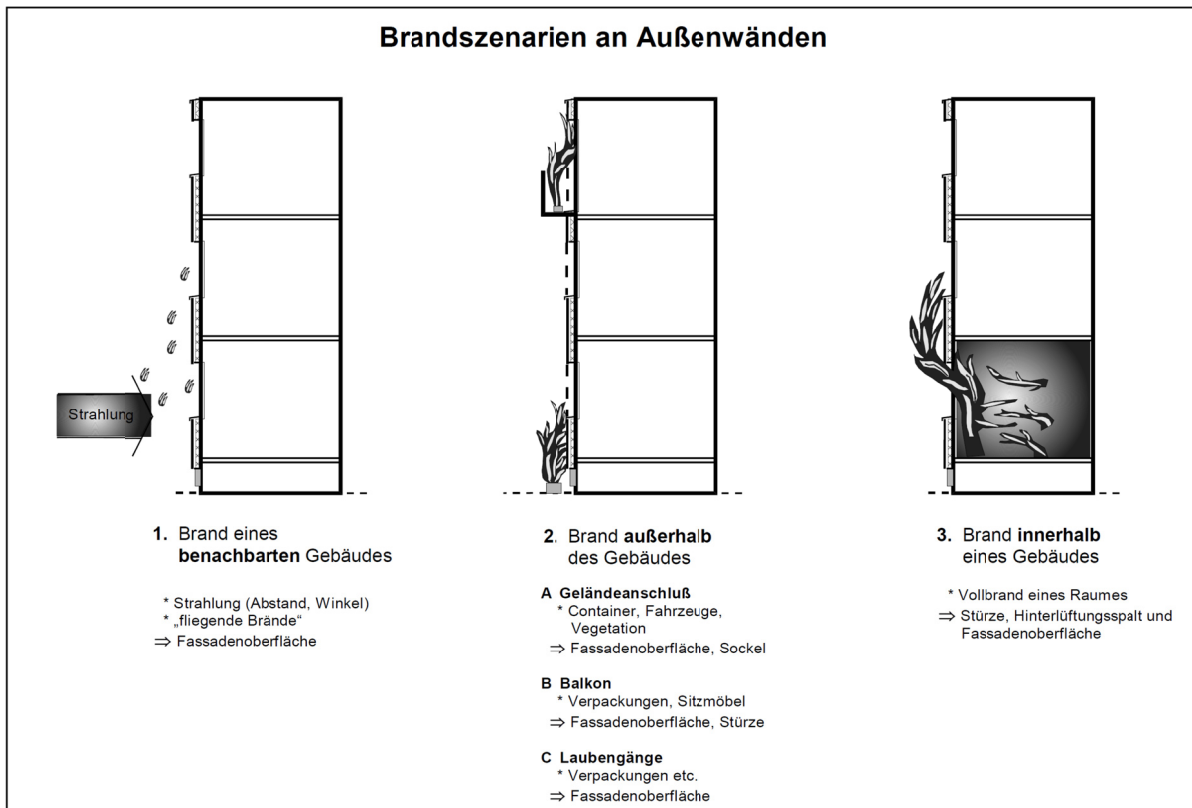 Brandszenarien an Außenwänden
Strahlung
1. Brand eines
benachbarten Gebäudes
* Strahlung (Abstand, Winkel)
* „fliegende Brände“
⇒ Fassadenoberfläche
2. Brand außerhalb
des Gebäudes
A Geländeanschluß
* Container, Fahrzeuge,
Vegetation
⇒ Fassadenoberfläche, Sockel
B Balkon
* Verpackungen, Sitzmöbel
⇒ Fassadenoberfläche, Stürze
C Laubengänge
* Verpackungen etc.
⇒ Fassadenoberfläche
3. Brand innerhalb
eines Gebäudes
* Vollbrand eines Raumes
⇒ Stürze, Hinterlüftungsspalt und
Fassadenoberfläche